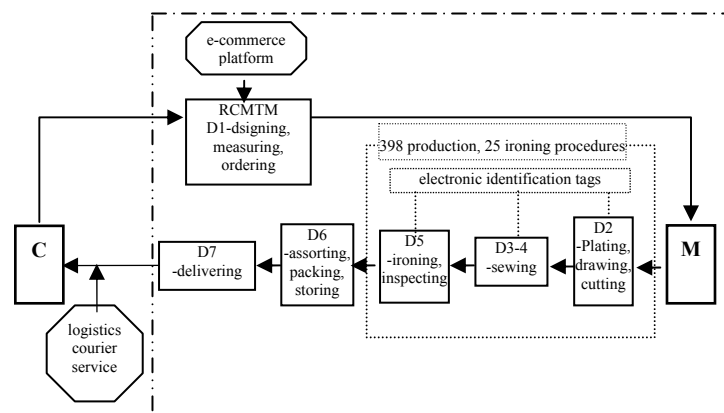 e-commerce
platform
RCMTM
D1-dsigning,
measuring,
ordering
398 production, 25 ironing procedures
electronic identification tags
C
D7
-delivering
D6
-assorting,
packing,
storing
D5
-ironing,
inspecting
D3-4
-sewing
D2
-Plating,
drawing,
cutting
M
logistics
courier
service